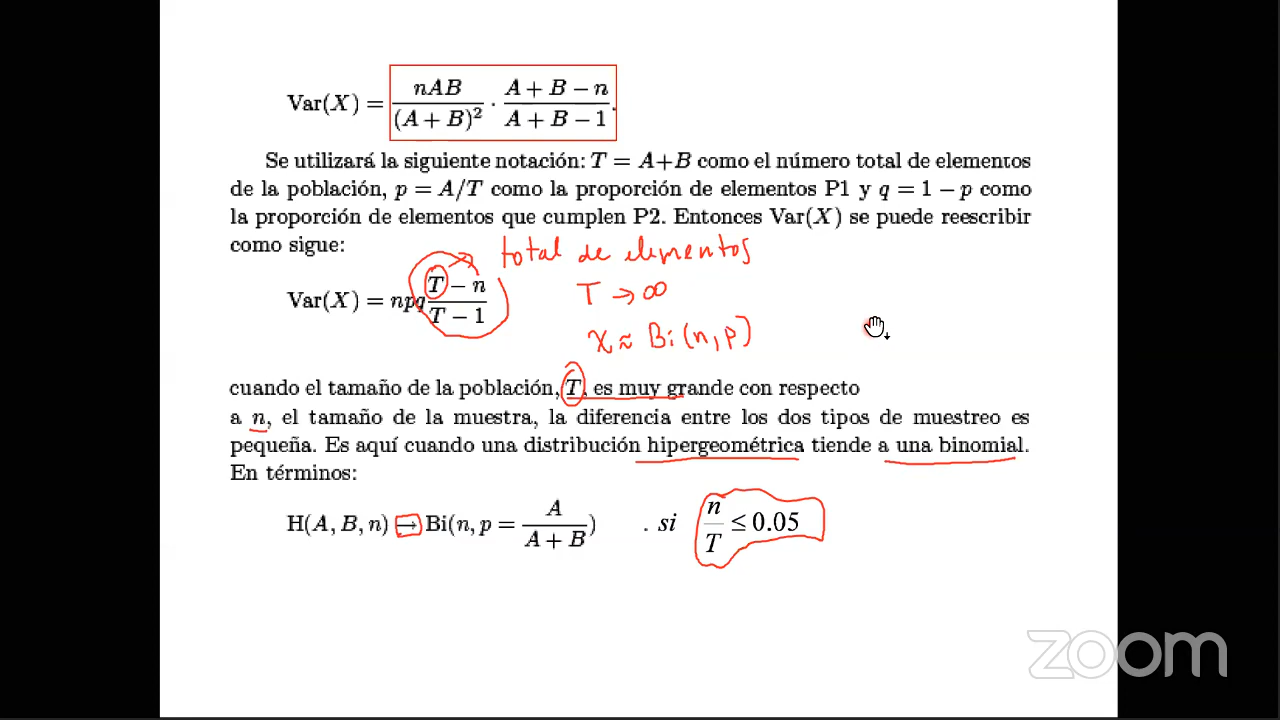 Var(X) = nAB / (A + B)² · A + B − n / A + B − 1 .
Se utilizará la siguiente notación: T = A+B como el número total de elementos
de la población, p = A/T como la proporción de elementos P1 y q = 1 − p como
la proporción de elementos que cumplen P2. Entonces Var(X) se puede reescribir
como sigue:
total de elementos
Var(X) = npq T − n / T − 1
T → ∞
X ≈ Bi(n,p)
cuando el tamaño de la población, T, es muy grande con respecto
a n, el tamaño de la muestra, la diferencia entre los dos tipos de muestreo es
pequeña. Es aquí cuando una distribución hipergeométrica tiende a una binomial.
En términos:
H(A, B, n) → Bi(n, p = A / A + B ) . si n / T ≤ 0.05
zoom